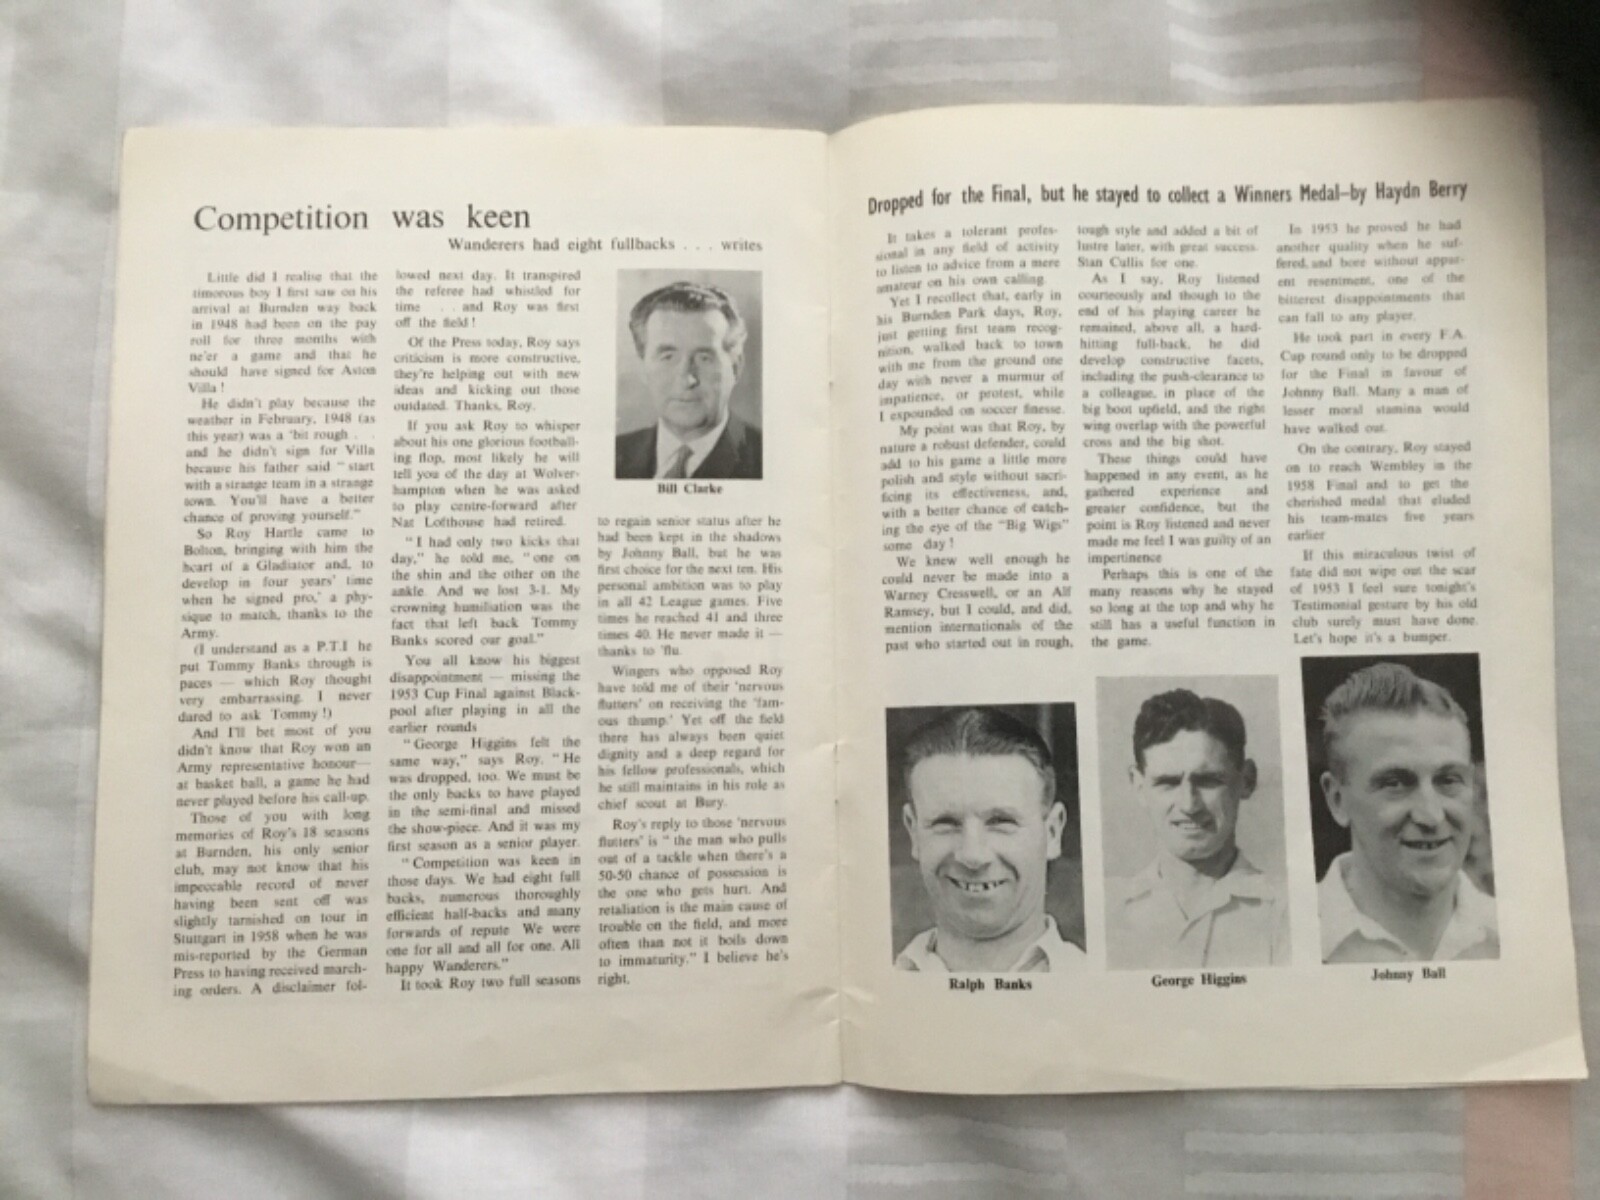 Competition was keen
Wanderers had eight fullbacks . . . writes
Little did I realise that the
timorous boy I first saw on his
arrival at Burnden way back
in 1948 had been on the pay
roll for three months with
ne'er a game and that he
should have signed for Aston
Villa !
He didn't play because the
weather in February, 1948 (as
this year) was a 'bit rough . .
and he didn't sign for Villa
because his father said " start
with a strange team in a strange
town. You'll have a better
chance of proving yourself."
So Roy Hartle came to
Bolton, bringing with him the
heart of a Gladiator and, to
develop in four years' time
when he signed pro,' a phy-
sique to match, thanks to the
Army.
(I understand as a P.T.I he
put Tommy Banks through is
paces — which Roy thought
very embarrassing. I never
dared to ask Tommy !)
And I'll bet most of you
didn't know that Roy won an
Army representative honour—
at basket ball, a game he had
never played before his call-up.
Those of you with long
memories of Roy's 18 seasons
at Burnden, his only senior
club, may not know that his
impeccable record of never
having been sent off was
slightly tarnished on tour in
Stuttgart in 1958 when he was
mis-reported by the German
Press to having received march-
ing orders. A disclaimer fol-
lowed next day. It transpired
the referee had whistled for
time . . and Roy was first
off the field !
Of the Press today, Roy says
criticism is more constructive,
they're helping out with new
ideas and kicking out those
outdated. Thanks, Roy.
If you ask Roy to whisper
about his one glorious football-
ing flop, most likely he will
tell you of the day at Wolver-
hampton when he was asked
to play centre-forward after
Nat Lofthouse had retired.
" I had only two kicks that
day," he told me, " one on
the shin and the other on the
ankle. And we lost 3-1. My
crowning humiliation was the
fact that left back Tommy
Banks scored our goal."
You all know his biggest
disappointment — missing the
1953 Cup Final against Black-
pool after playing in all the
earlier rounds
" George Higgins felt the
same way," says Roy. " He
was dropped, too. We must be
the only backs to have played
in the semi-final and missed
the show-piece. And it was my
first season as a senior player.
" Competition was keen in
those days. We had eight full
backs, numerous thoroughly
efficient half-backs and many
forwards of repute We were
one for all and all for one. All
happy Wanderers."
It took Roy two full seasons
Bill Clarke
to regain senior status after he
had been kept in the shadows
by Johnny Ball, but he was
first choice for the next ten. His
personal ambition was to play
in all 42 League games. Five
times he reached 41 and three
times 40. He never made it —
thanks to 'flu.
Wingers who opposed Roy
have told me of their 'nervous
flutters' on receiving the 'fam-
ous thump.' Yet off the field
there has always been quiet
dignity and a deep regard for
his fellow professionals, which
he still maintains in his role as
chief scout at Bury.
Roy's reply to those 'nervous
flutters' is " the man who pulls
out of a tackle when there's a
50-50 chance of possession is
the one who gets hurt. And
retaliation is the main cause of
trouble on the field, and more
often than not it boils down
to immaturity." I believe he's
right.
Dropped for the Final, but he stayed to collect a Winners Medal—by Haydn Berry
It takes a tolerant profes-
sional in any field of activity
to listen to advice from a mere
amateur on his own calling.
Yet I recollect that, early in
his Burnden Park days, Roy,
just getting first team recog-
nition, walked back to town
with me from the ground one
day with never a murmur of
impatience, or protest, while
I expounded on soccer finesse.
My point was that Roy, by
nature a robust defender, could
add to his game a little more
polish and style without sacri-
ficing its effectiveness, and,
with a better chance of catch-
ing the eye of the "Big Wigs"
some day !
We knew well enough he
could never be made into a
Warney Cresswell, or an Alf
Ramsey, but I could, and did,
mention internationals of the
past who started out in rough,
tough style and added a bit of
lustre later, with great success.
Stan Cullis for one.
As I say, Roy listened
courteously and though to the
end of his playing career he
remained, above all, a hard-
hitting full-back, he did
develop constructive facets,
including the push-clearance to
a colleague, in place of the
big boot upfield, and the right
wing overlap with the powerful
cross and the big shot.
These things could have
happened in any event, as he
gathered experience and
greater confidence, but the
point is Roy listened and never
made me feel I was guilty of an
impertinence
Perhaps this is one of the
many reasons why he stayed
so long at the top and why he
still has a useful function in
the game.
In 1953 he proved he had
another quality when he suf-
fered, and bore without appar-
ent resentment, one of the
bitterest disappointments that
can fall to any player.
He took part in every F.A.
Cup round only to be dropped
for the Final in favour of
Johnny Ball. Many a man of
lesser moral stamina would
have walked out.
On the contrary, Roy stayed
on to reach Wembley in the
1958 Final and to get the
cherished medal that eluded
his team-mates five years
earlier
If this miraculous twist of
fate did not wipe out the scar
of 1953 I feel sure tonight's
Testimonial gesture by his old
club surely must have done.
Let's hope it's a bumper.
Ralph Banks
George Higgins
Johnny Ball